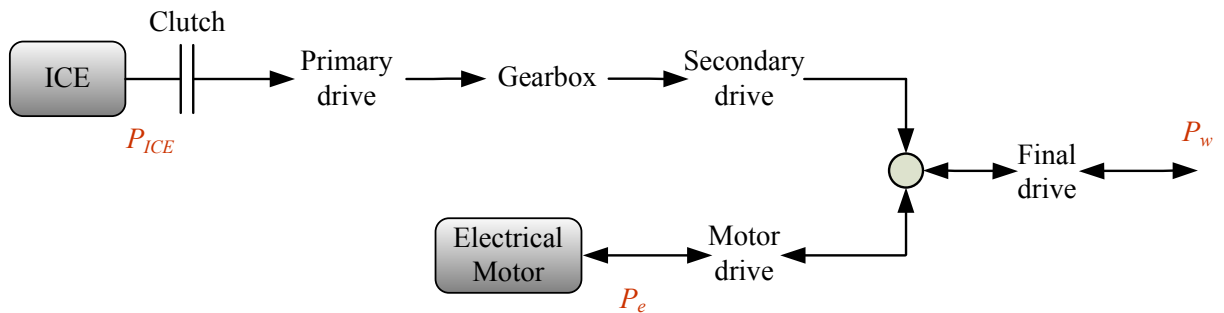 Clutch
ICE
Primary
drive
Gearbox
Secondary
drive
P_ICE
P_w
Final
drive
Electrical
Motor
Motor
drive
P_e